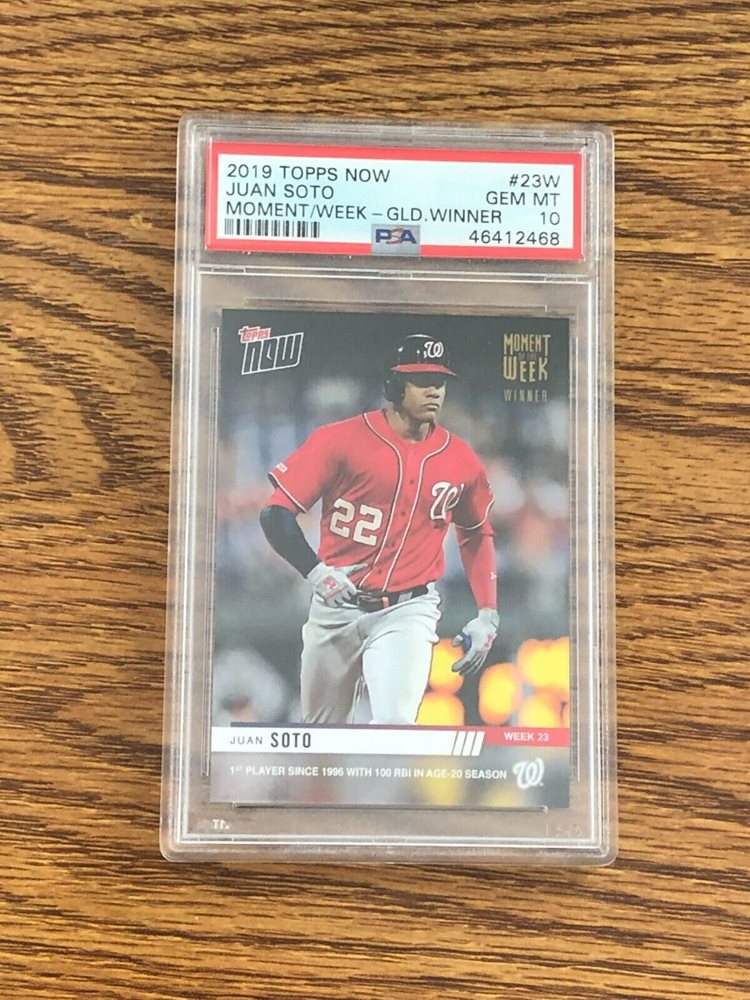 2019 TOPPS NOW #23W
JUAN SOTO GEM MT
MOMENT/WEEK - GLD.WINNER 10
PSA 46412468
TOPPS
NOW
MOMENT
OF THE
WEEK
WINNER
W
22
W
JUAN SOTO WEEK 23
1ST PLAYER SINCE 1996 WITH 100 RBI IN AGE-20 SEASON W